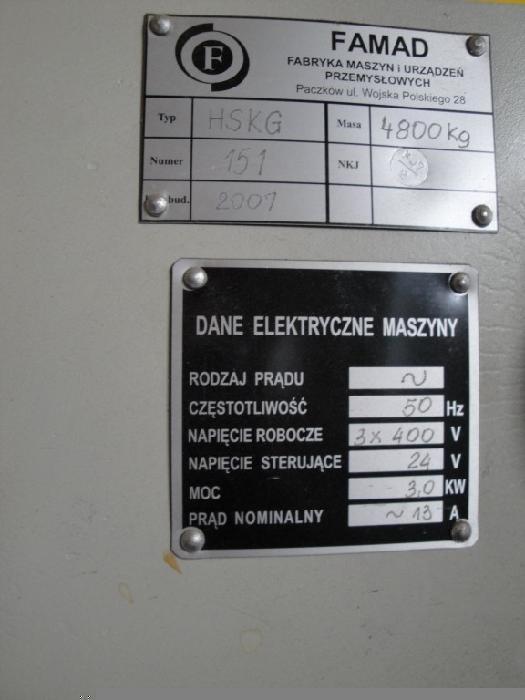 F
FAMAD
FABRYKA MASZYN i URZĄDZEŃ
PRZEMYSŁOWYCH
Paczków ul. Wojska Polskiego 28
Typ HSKG Masa 4800 kg
Numer 151 NKJ
bud. 2007
DANE ELEKTRYCZNE MASZYNY
RODZAJ PRĄDU ~
CZĘSTOTLIWOŚĆ 50 Hz
NAPIĘCIE ROBOCZE 3 x 400 V
NAPIĘCIE STERUJĄCE 24 V
MOC 3,0 KW
PRĄD NOMINALNY ~ 13 A